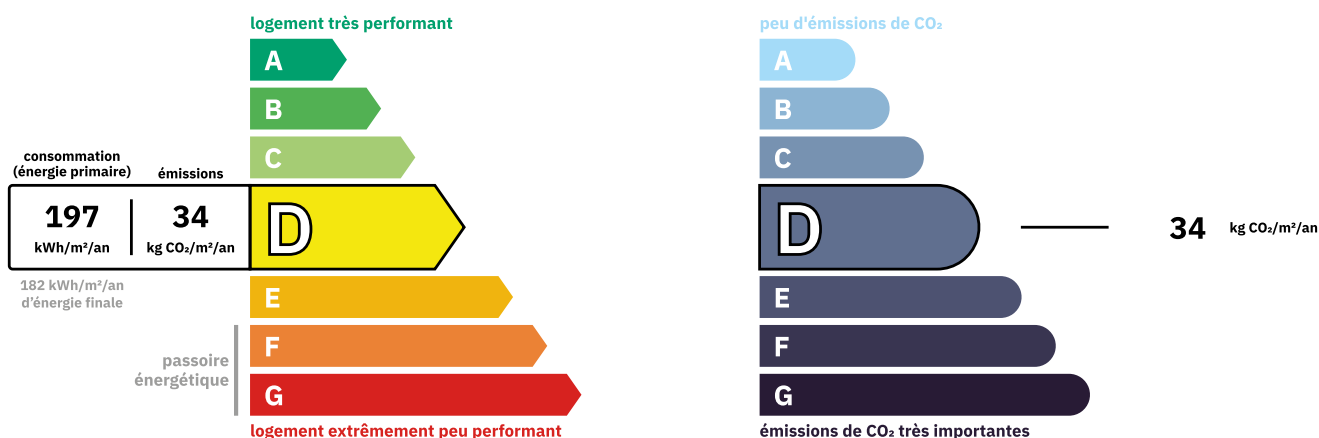 logement très performant
A
B
C
consommation
(énergie primaire)
émissions
197
kWh/m²/an
34
kg CO₂/m²/an
D
182 kWh/m²/an
d'énergie finale
E
passoire
énergétique
F
G
logement extrêmement peu performant
peu d'émissions de CO₂
A
B
C
D
34 kg CO₂/m²/an
E
F
G
émissions de CO₂ très importantes